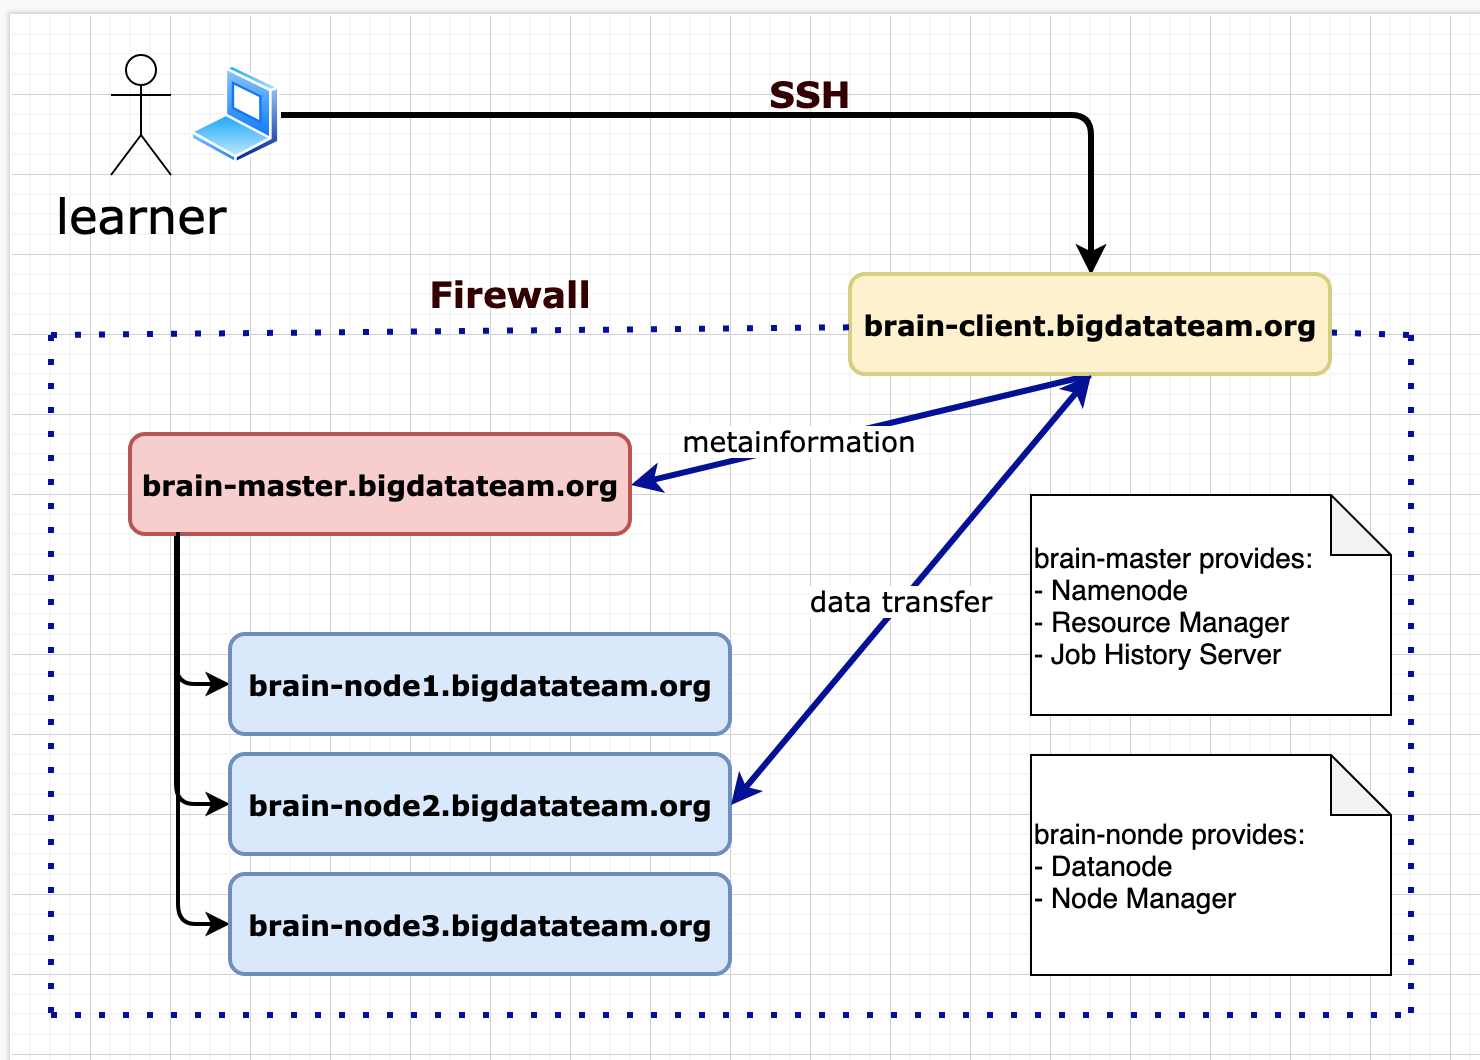 SSH
learner
Firewall
brain-client.bigdatateam.org
metainformation
brain-master.bigdatateam.org
brain-master provides:
- Namenode
- Resource Manager
- Job History Server
data transfer
brain-node1.bigdatateam.org
brain-node2.bigdatateam.org
brain-nonde provides:
- Datanode
- Node Manager
brain-node3.bigdatateam.org